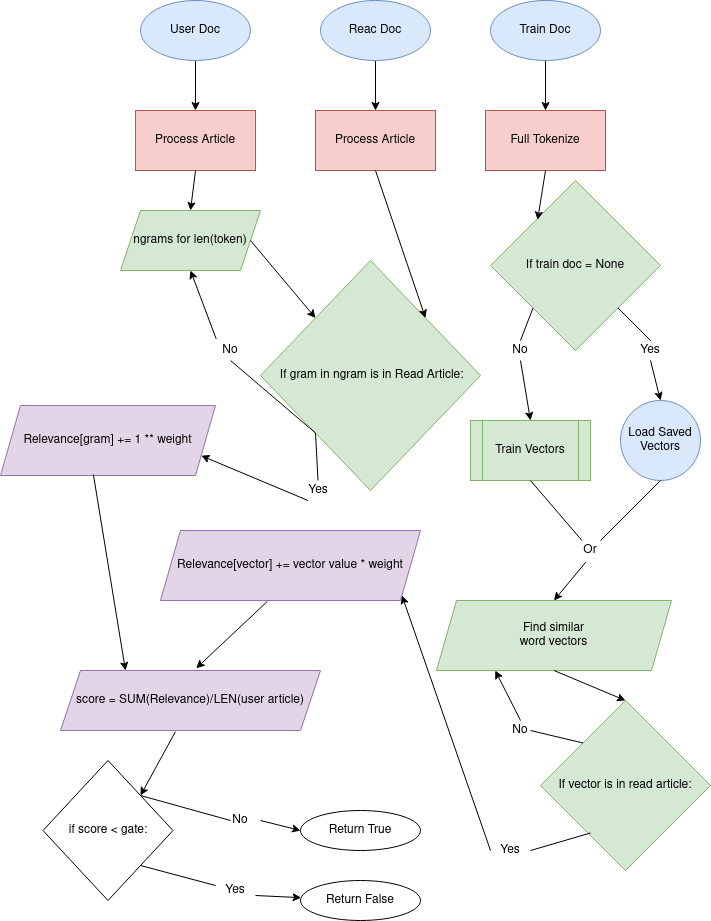 User Doc
Reac Doc
Train Doc
Process Article
Process Article
Full Tokenize
ngrams for len(token)
If train doc = None
No
No
Yes
If gram in ngram is in Read Article:
Relevance[gram] += 1 ** weight
Load Saved
Vectors
Train Vectors
Yes
Or
Relevance[vector] += vector value * weight
Find similar
word vectors
score = SUM(Relevance)/LEN(user article)
No
If vector is in read article:
if score < gate:
No
Return True
Yes
Yes
Return False